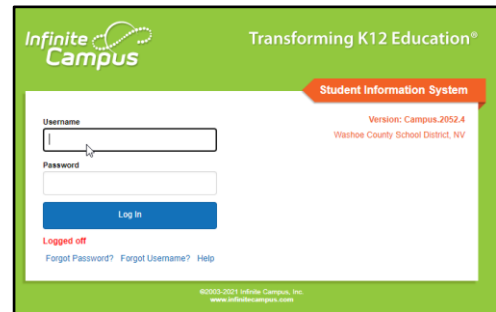 Infinite
Campus
Transforming K12 Education®
Student Information System
Version: Campus.2052.4
Washoe County School District, NV
Username
Password
Log In
Logged off
Forgot Password? Forgot Username? Help
©2003-2021 Infinite Campus, Inc.
www.infinitecampus.com